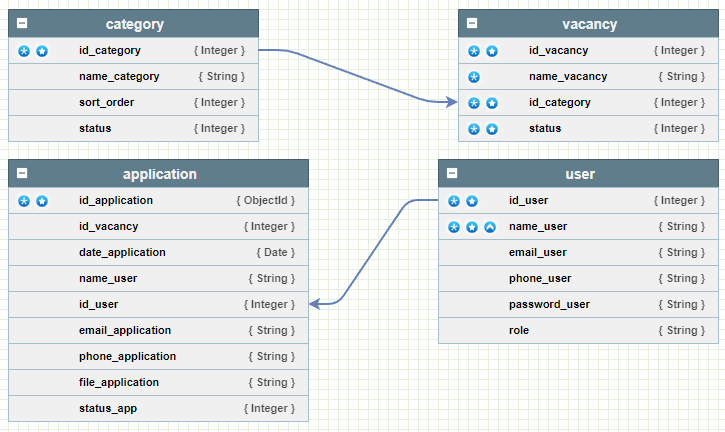 category
id_category { Integer }
name_category { String }
sort_order { Integer }
status { Integer }
vacancy
id_vacancy { Integer }
name_vacancy { String }
id_category { Integer }
status { Integer }
application
id_application { ObjectId }
id_vacancy { Integer }
date_application { Date }
name_user { String }
id_user { Integer }
email_application { String }
phone_application { String }
file_application { String }
status_app { Integer }
user
id_user { Integer }
name_user { String }
email_user { String }
phone_user { String }
password_user { String }
role { String }